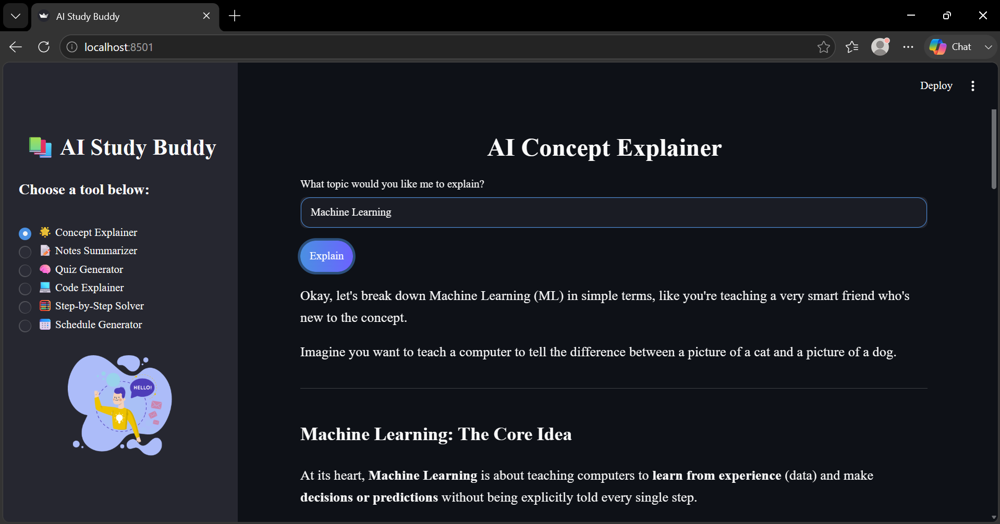 AI Study Buddy
localhost:8501
Chat
Deploy
📚 AI Study Buddy
Choose a tool below:
🌟 Concept Explainer
📝 Notes Summarizer
🧠 Quiz Generator
💻 Code Explainer
🧮 Step-by-Step Solver
📅 Schedule Generator
HELLO!
AI Concept Explainer
What topic would you like me to explain?
Machine Learning
Explain
Okay, let's break down Machine Learning (ML) in simple terms, like you're teaching a very smart friend who's
new to the concept.
Imagine you want to teach a computer to tell the difference between a picture of a cat and a picture of a dog.
Machine Learning: The Core Idea
At its heart, Machine Learning is about teaching computers to learn from experience (data) and make
decisions or predictions without being explicitly told every single step.